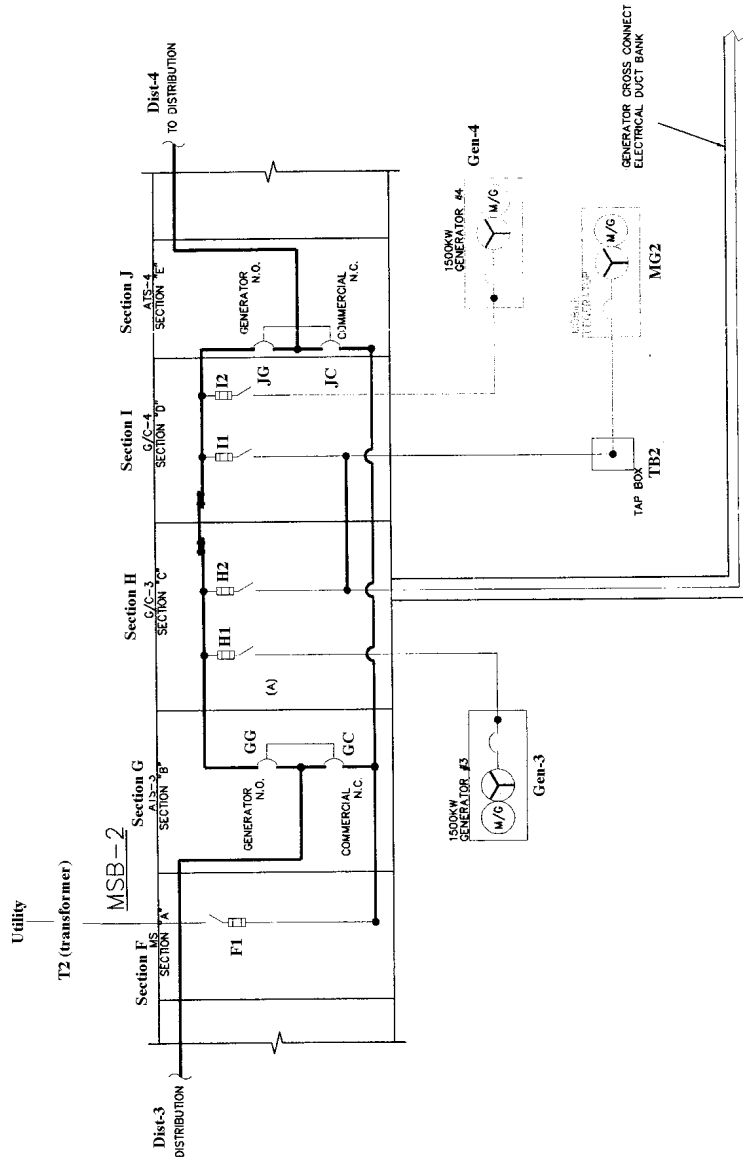 Utility
T2 (transformer)
MSB-2
Dist-3
DISTRIBUTION
Dist-4
TO DISTRIBUTION
Section F
MS
SECTION "A"
F1
Section G
ATS-3
SECTION "B"
GENERATOR
N.O.
GG
COMMERCIAL
N.C.
GC
Section H
G/C-3
SECTION "C"
H1
H2
(A)
Section I
G/C-4
SECTION "D"
I1
I2
Section J
ATS-4
SECTION "E"
GENERATOR
N.O.
JG
COMMERCIAL
N.C.
JC
1500KW
GENERATOR #3
M/G
Gen-3
1500KW
GENERATOR #4
M/G
Gen-4
TAP BOX
TB2
M/G
MG2
GENERATOR CROSS CONNECT
ELECTRICAL DUCT BANK